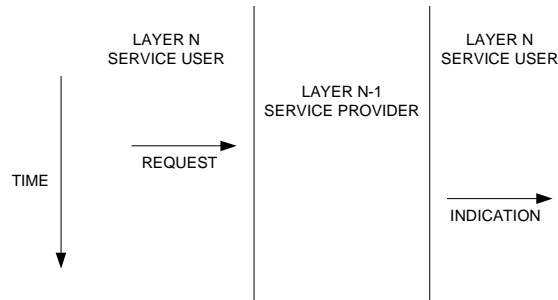 LAYER N
SERVICE USER
LAYER N-1
SERVICE PROVIDER
LAYER N
SERVICE USER
REQUEST
TIME
INDICATION